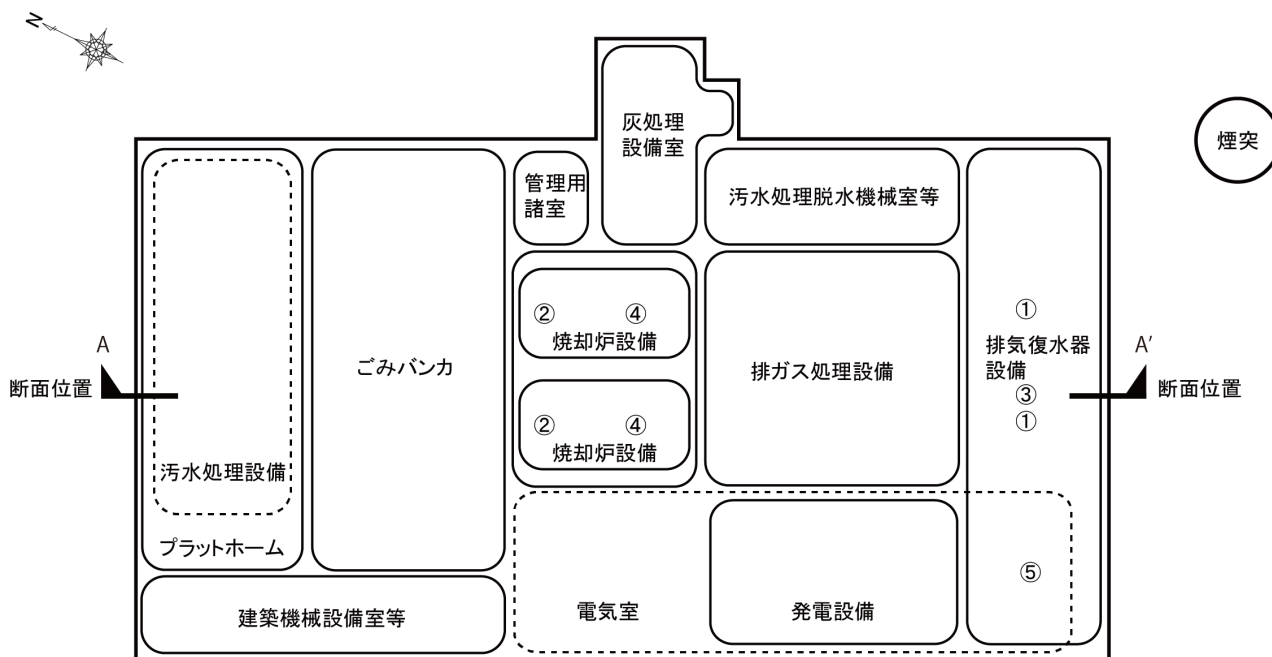 N
灰処理
設備室
煙突
管理用
諸室
汚水処理脱水機械室等
① 
② ④
焼却炉設備
A
断面位置
ごみバンカ
排ガス処理設備
排気復水器
設備
③
①
A′
断面位置
② ④
焼却炉設備
汚水処理設備
プラットホーム
⑤
建築機械設備室等
電気室
発電設備